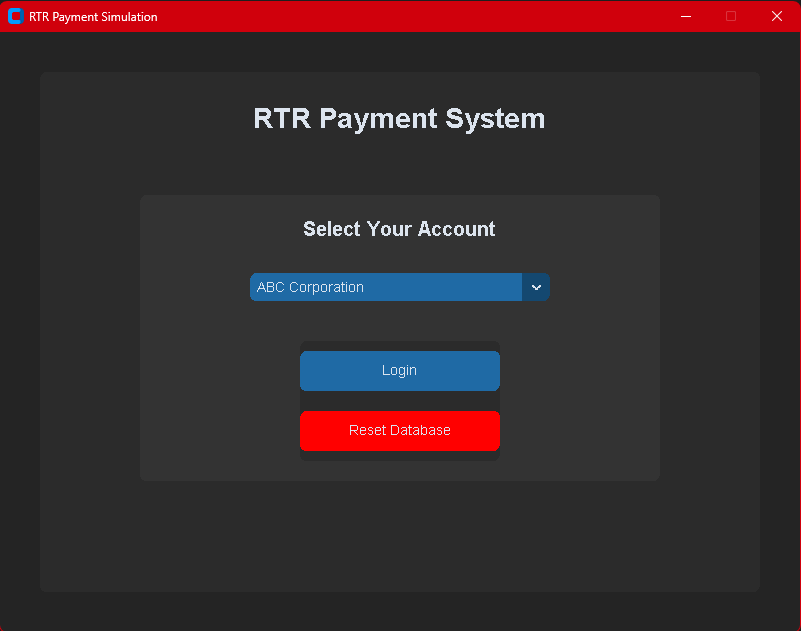 RTR Payment Simulation
RTR Payment System
Select Your Account
ABC Corporation
Login
Reset Database